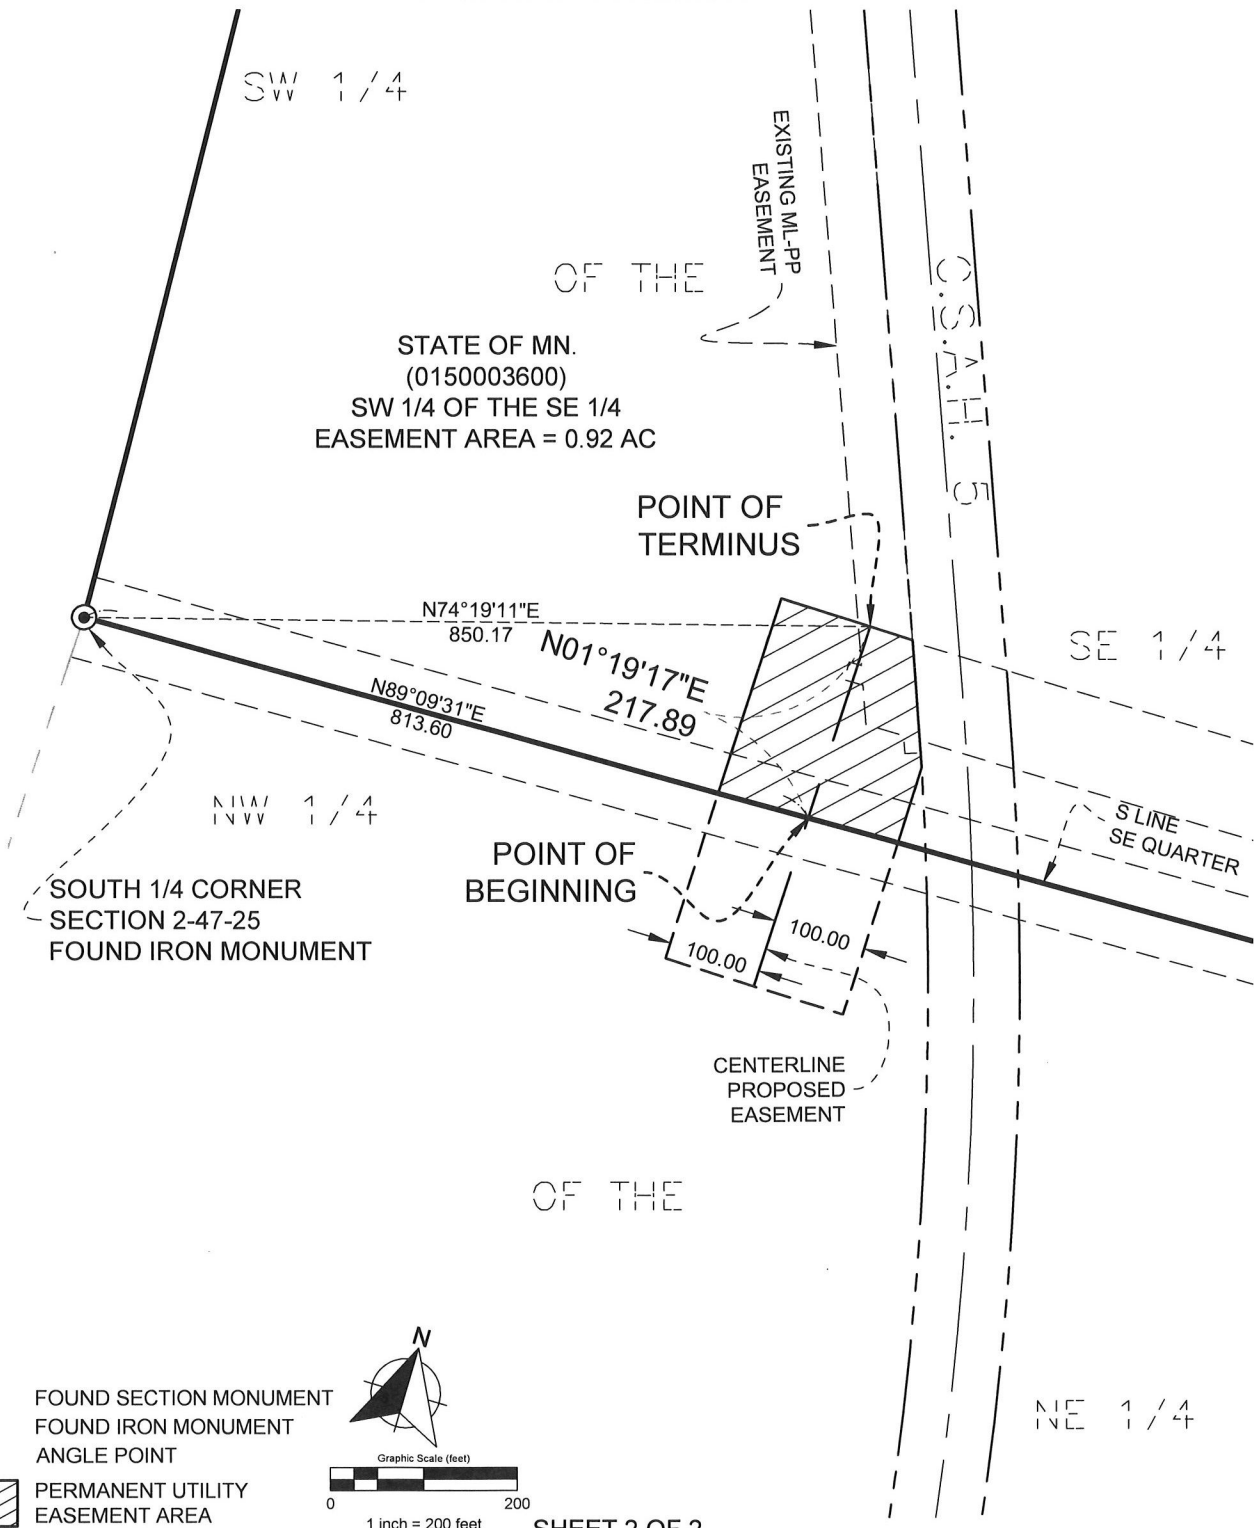 SW 1/4
EXISTING ML-PP
EASEMENT
OF THE
C.S.A.H. 5
STATE OF MN.
(0150003600)
SW 1/4 OF THE SE 1/4
EASEMENT AREA = 0.92 AC
POINT OF
TERMINUS
N74°19'11"E
850.17
N01°19'17"E
217.89
SE 1/4
N89°09'31"E
813.60
NW 1/4
S LINE
SE QUARTER
POINT OF
BEGINNING
SOUTH 1/4 CORNER
SECTION 2-47-25
FOUND IRON MONUMENT
100.00
100.00
CENTERLINE
PROPOSED
EASEMENT
OF THE
N
NE 1/4
FOUND SECTION MONUMENT
FOUND IRON MONUMENT
ANGLE POINT
PERMANENT UTILITY
EASEMENT AREA
Graphic Scale (feet)
0 200
1 inch = 200 feet
SHEET 2 OF 2